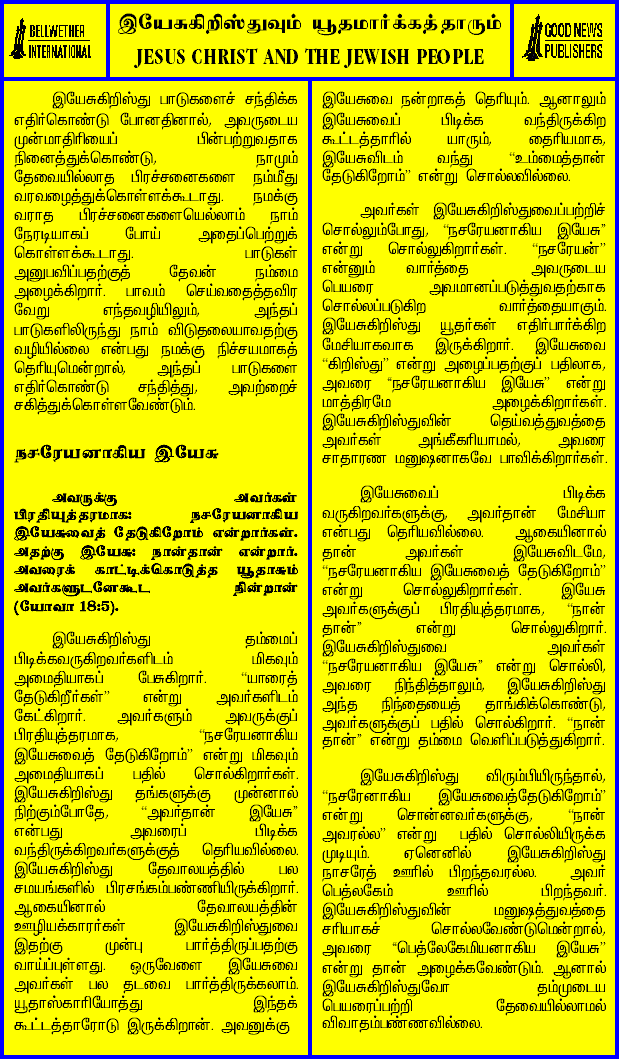 BELLWETHER
INTERNATIONAL
இயேசுகிறிஸ்துவும் யூதமார்க்கத்தாரும்
JESUS CHRIST AND THE JEWISH PEOPLE
GOOD NEWS
PUBLISHERS
இயேசுகிறிஸ்து பாடுகளைச் சந்திக்க
எதிர்கொண்டு போனதினால், அவருடைய
முன்மாதிரியைப் பின்பற்றுவதாக
நினைத்துக்கொண்டு, நாமும்
தேவையில்லாத பிரச்சனைகளை நம்மீது
வரவழைத்துக்கொள்ளக்கூடாது. நமக்கு
வராத பிரச்சனைகளையெல்லாம் நாம்
நேரடியாகப் போய் அதைப்பெற்றுக்
கொள்ளக்கூடாது. பாடுகள்
அனுபவிப்பதற்குத் தேவன் நம்மை
அழைக்கிறார். பாவம் செய்வதைத்தவிர
வேறு எந்தவழியிலும், அந்தப்
பாடுகளிலிருந்து நாம் விடுதலையாவதற்கு
வழியில்லை என்பது நமக்கு நிச்சயமாகத்
தெரியுமென்றால், அந்தப் பாடுகளை
எதிர்கொண்டு சந்தித்து, அவற்றைச்
சகித்துக்கொள்ளவேண்டும்.
நசரேயனாகிய இயேசு
அவருக்கு அவர்கள்
பிரதியுத்தரமாக: நசரேயனாகிய
இயேசுவைத் தேடுகிறோம் என்றார்கள்.
அதற்கு இயேசு: நான்தான் என்றார்.
அவரைக் காட்டிக்கொடுத்த யூதாசும்
அவர்களுடனேகூட நின்றான்
(யோவா 18:5).
இயேசுகிறிஸ்து தம்மைப்
பிடிக்கவருகிறவர்களிடம் மிகவும்
அமைதியாகப் பேசுகிறார். “யாரைத்
தேடுகிறீர்கள்” என்று அவர்களிடம்
கேட்கிறார். அவர்களும் அவருக்குப்
பிரதியுத்தரமாக, “நசரேயனாகிய
இயேசுவைத் தேடுகிறோம்” என்று மிகவும்
அமைதியாகப் பதில் சொல்கிறார்கள்.
இயேசுகிறிஸ்து தங்களுக்கு முன்னால்
நிற்கும்போதே, “அவர்தான் இயேசு”
என்பது அவரைப் பிடிக்க
வந்திருக்கிறவர்களுக்குத் தெரியவில்லை.
இயேசுகிறிஸ்து தேவாலயத்தில் பல
சமயங்களில் பிரசங்கம்பண்ணியிருக்கிறார்.
ஆகையினால் தேவாலயத்தின்
ஊழியக்காரர்கள் இயேசுகிறிஸ்துவை
இதற்கு முன்பு பார்த்திருப்பதற்கு
வாய்ப்புள்ளது. ஒருவேளை இயேசுவை
அவர்கள் பல தடவை பார்த்திருக்கலாம்.
யூதாஸ்காரியோத்து இந்தக்
கூட்டத்தாரோடு இருக்கிறான். அவனுக்கு
இயேசுவை நன்றாகத் தெரியும். ஆனாலும்
இயேசுவைப் பிடிக்க வந்திருக்கிற
கூட்டத்தாரில் யாரும், தைரியமாக,
இயேசுவிடம் வந்து “உம்மைத்தான்
தேடுகிறோம்” என்று சொல்லவில்லை.
அவர்கள் இயேசுகிறிஸ்துவைப்பற்றிச்
சொல்லும்போது, “நசரேயனாகிய இயேசு”
என்று சொல்லுகிறார்கள். “நசரேயன்”
என்னும் வார்த்தை அவருடைய
பெயரை அவமானப்படுத்துவதற்காக
சொல்லப்படுகிற வார்த்தையாகும்.
இயேசுகிறிஸ்து யூதர்கள் எதிர்பார்க்கிற
மேசியாகவாக இருக்கிறார். இயேசுவை
“கிறிஸ்து” என்று அழைப்பதற்குப் பதிலாக,
அவரை “நசரேயனாகிய இயேசு” என்று
மாத்திரமே அழைக்கிறார்கள்.
இயேசுகிறிஸ்துவின் தெய்வத்துவத்தை
அவர்கள் அங்கீகரியாமல், அவரை
சாதாரண மனுஷனாகவே பாவிக்கிறார்கள்.
இயேசுவைப் பிடிக்க
வருகிறவர்களுக்கு, அவர்தான் மேசியா
என்பது தெரியவில்லை. ஆகையினால்
தான் அவர்கள் இயேசுவிடமே,
“நசரேயனாகிய இயேசுவைத் தேடுகிறோம்”
என்று சொல்லுகிறார்கள். இயேசு
அவர்களுக்குப் பிரதியுத்தரமாக, “நான்
தான்” என்று சொல்லுகிறார்.
இயேசுகிறிஸ்துவை அவர்கள்
“நசரேயனாகிய இயேசு” என்று சொல்லி,
அவரை நிந்தித்தாலும், இயேசுகிறிஸ்து
அந்த நிந்தையைத் தாங்கிக்கொண்டு,
அவர்களுக்குப் பதில் சொல்கிறார். “நான்
தான்” என்று தம்மை வெளிப்படுத்துகிறார்.
இயேசுகிறிஸ்து விரும்பியிருந்தால்,
“நசரேனாகிய இயேசுவைத்தேடுகிறோம்”
என்று சொன்னவர்களுக்கு, “நான்
அவரல்ல” என்று பதில் சொல்லியிருக்க
முடியும். ஏனெனில் இயேசுகிறிஸ்து
நாசரேத் ஊரில் பிறந்தவரல்ல. அவர்
பெத்லகேம் ஊரில் பிறந்தவர்.
இயேசுகிறிஸ்துவின் மனுஷத்துவத்தை
சரியாகச் சொல்லவேண்டுமென்றால்,
அவரை “பெத்லேகேமியனாகிய இயேசு”
என்று தான் அழைக்கவேண்டும். ஆனால்
இயேசுகிறிஸ்துவோ தம்முடைய
பெயரைப்பற்றி தேவையில்லாமல்
விவாதம்பண்ணவில்லை.